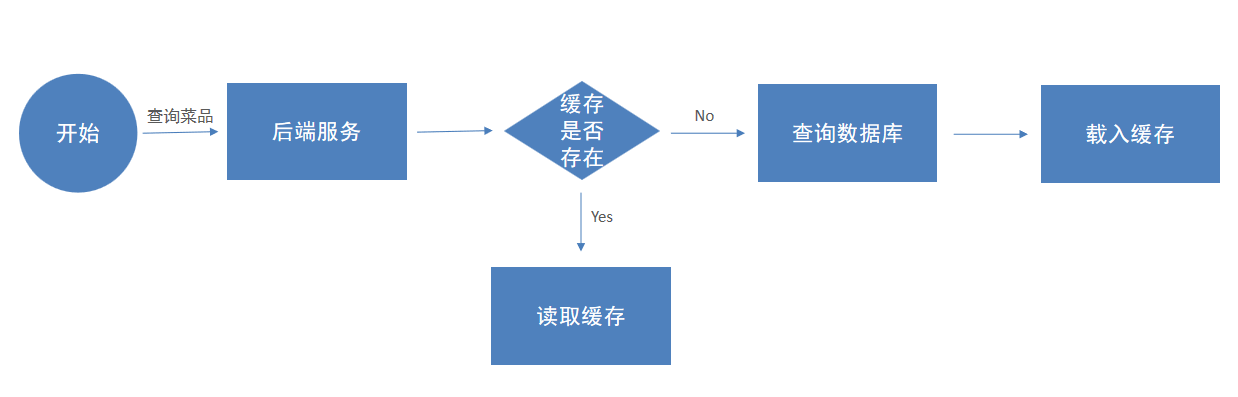 开始
查询菜品
后端服务
缓存
是否
存在
No
查询数据库
载入缓存
Yes
读取缓存